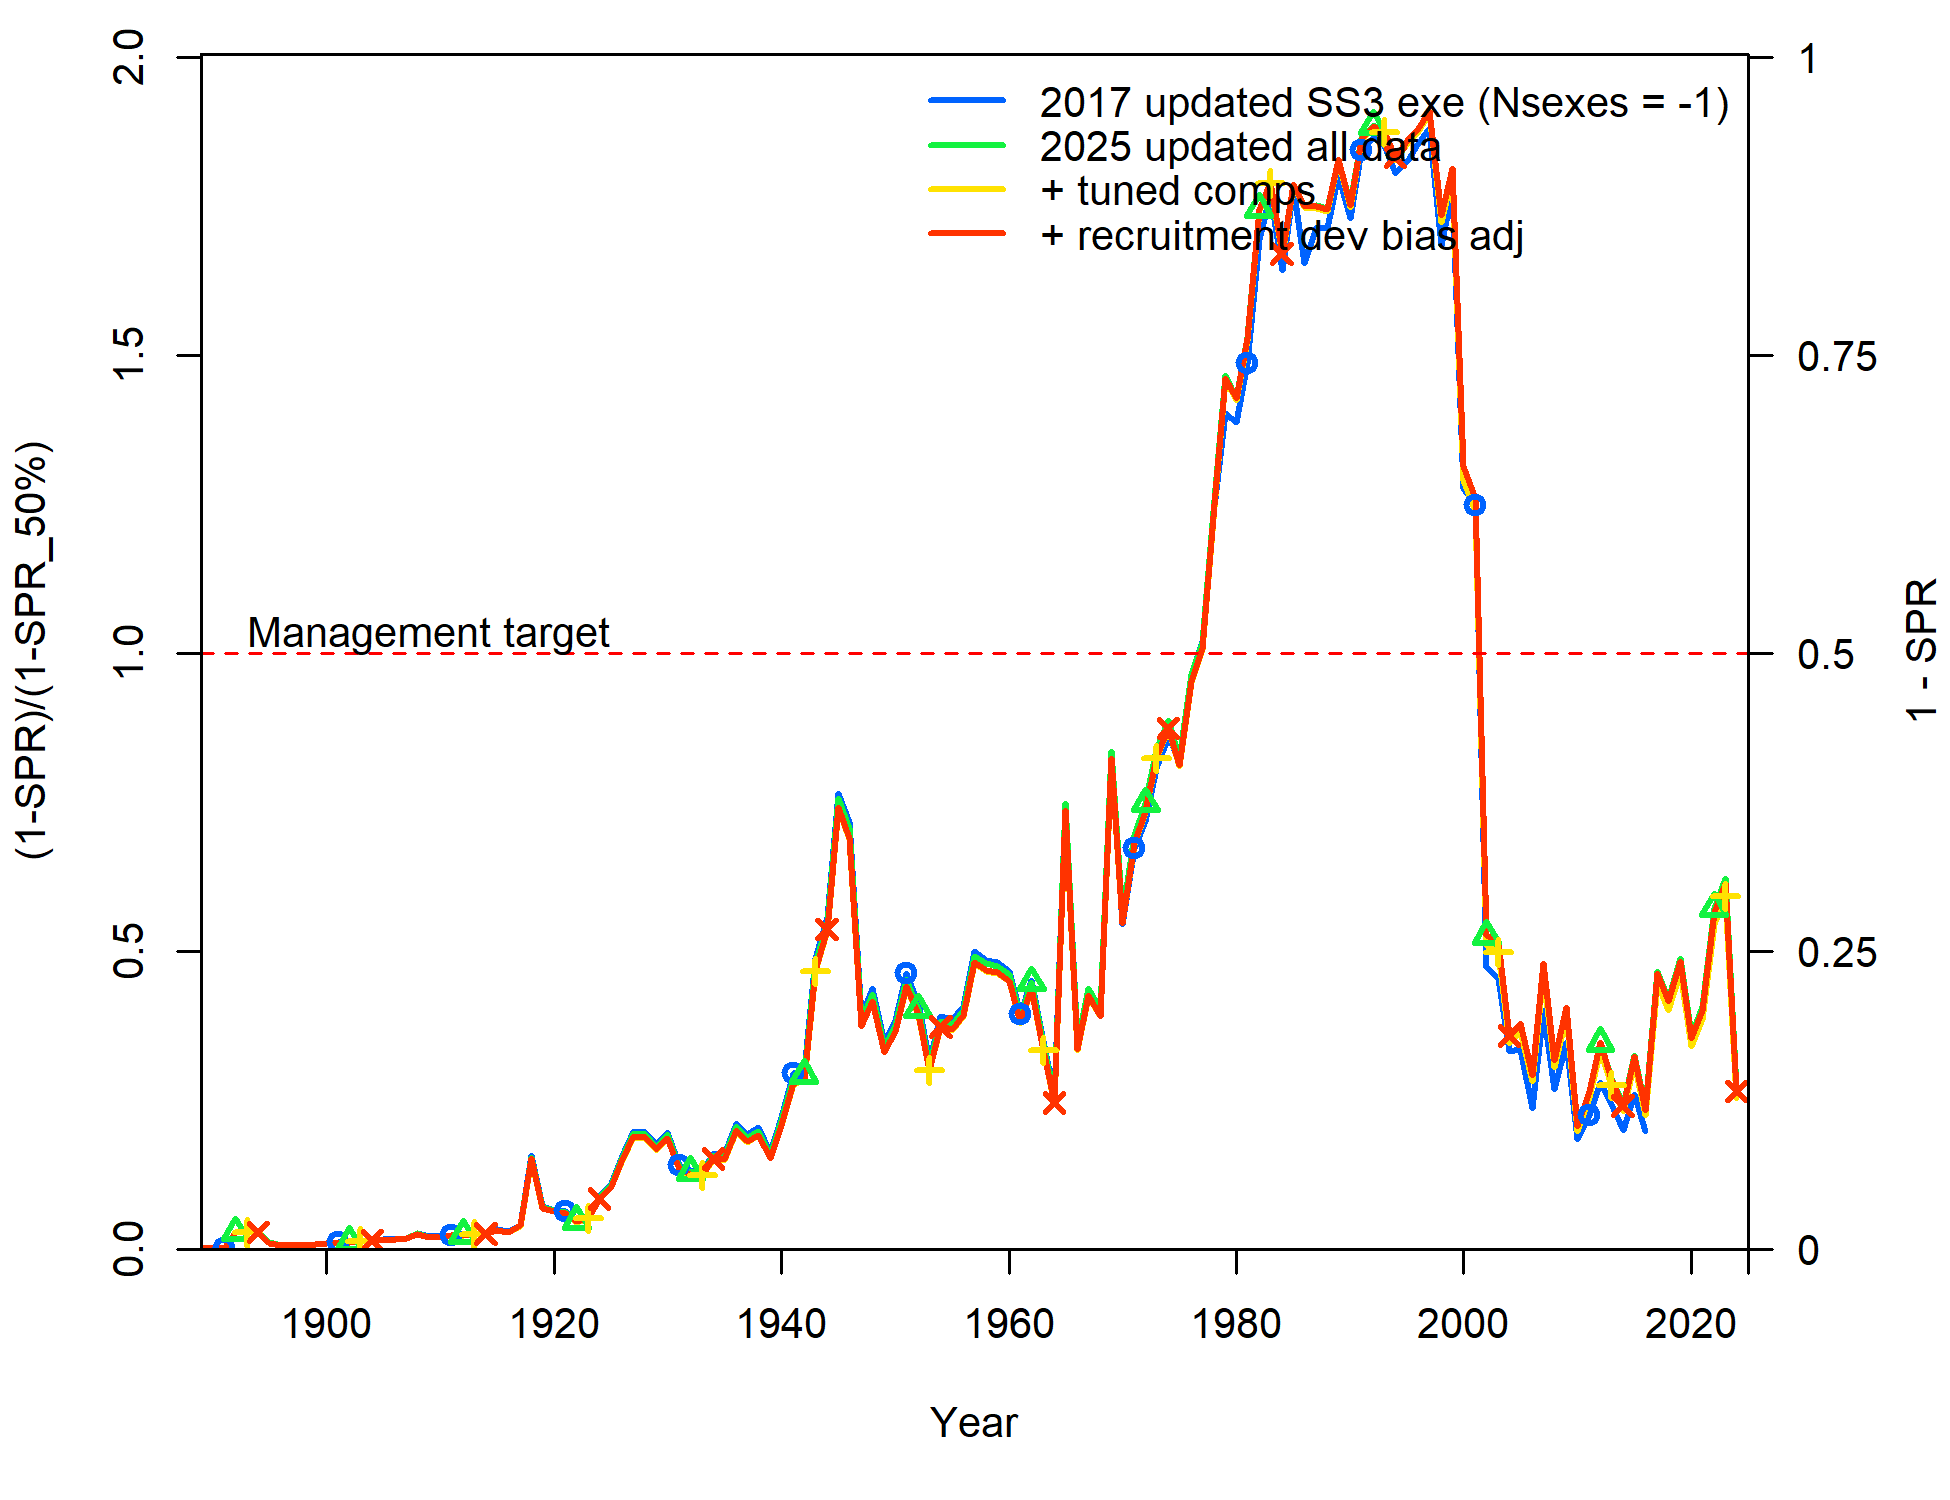 2017 updated SS3 exe (Nsexes = -1)
2025 updated all data
+ tuned comps
+ recruitment dev bias adj
Management target
(1-SPR)/(1-SPR_50%)
0.0
0.5
1.0
1.5
2.0
1 - SPR
0
0.25
0.5
0.75
1
1900
1920
1940
1960
1980
2000
2020
Year